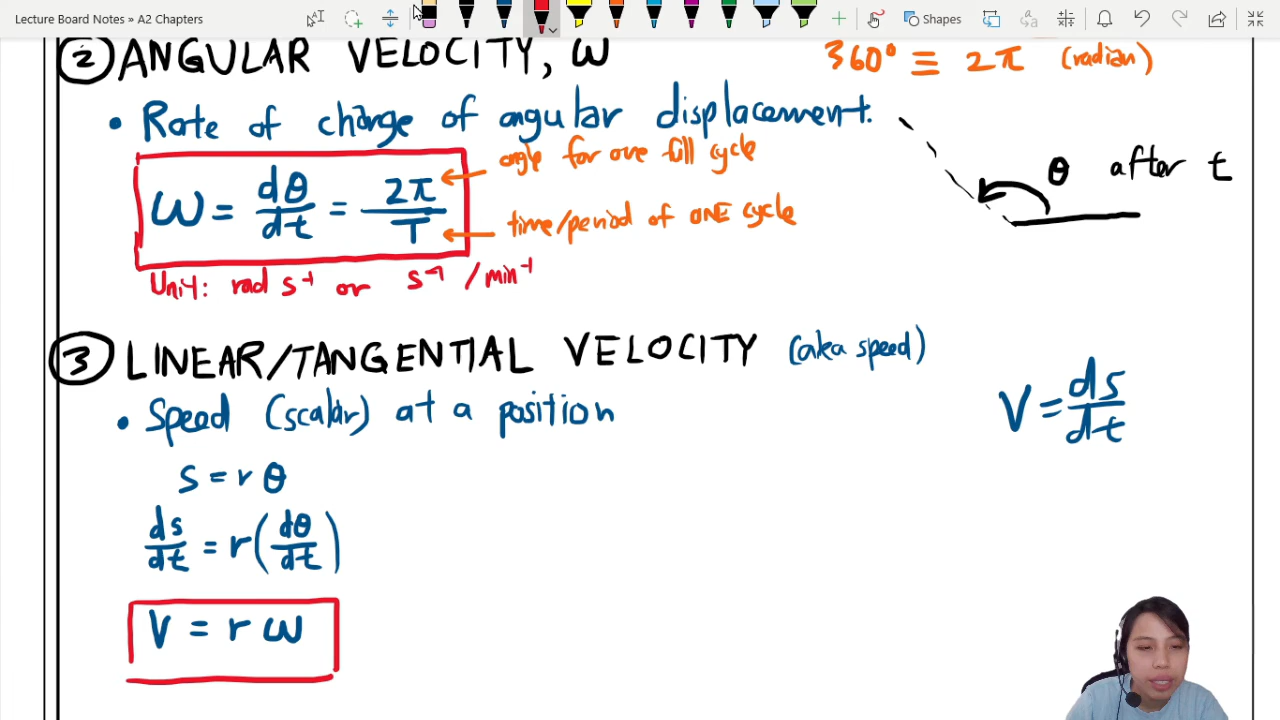 Lecture Board Notes » A2 Chapters
Shapes
② ANGULAR VELOCITY, ω
360° ≡ 2π (radian)
• Rate of change of angular displacement.
ω = dθ/dt = 2π/T
angle for one full cycle
time/period of ONE cycle
θ after t
Unit: rad s⁻¹ or s⁻¹ / min⁻¹
③ LINEAR/TANGENTIAL VELOCITY (aka speed)
• Speed (scalar) at a position
V = ds/dt
s = r θ
ds/dt = r (dθ/dt)
V = r ω